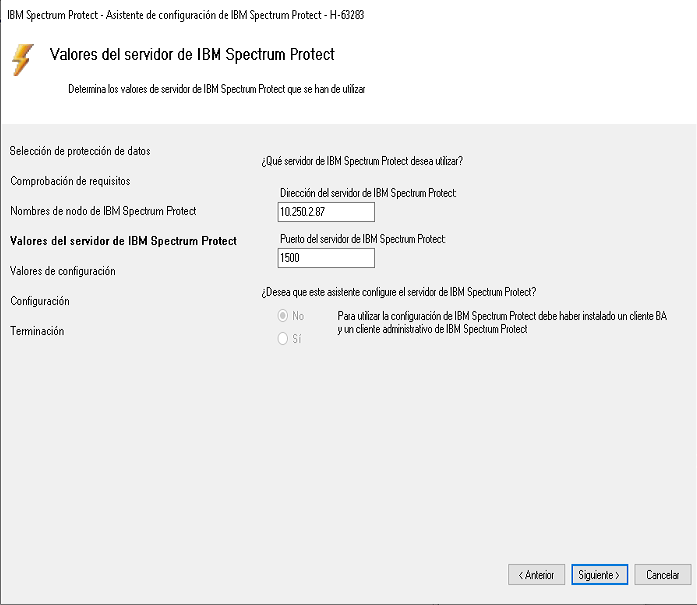 IBM Spectrum Protect - Asistente de configuración de IBM Spectrum Protect - H-63283
Valores del servidor de IBM Spectrum Protect
Determina los valores de servidor de IBM Spectrum Protect que se han de utilizar
Selección de protección de datos
Comprobación de requisitos
Nombres de nodo de IBM Spectrum Protect
Valores del servidor de IBM Spectrum Protect
Valores de configuración
Configuración
Terminación
¿Qué servidor de IBM Spectrum Protect desea utilizar?
Dirección del servidor de IBM Spectrum Protect:
10.250.2.87
Puerto del servidor de IBM Spectrum Protect:
1500
¿Desea que este asistente configure el servidor de IBM Spectrum Protect?
No
Sí
Para utilizar la configuración de IBM Spectrum Protect debe haber instalado un cliente BA
y un cliente administrativo de IBM Spectrum Protect
< Anterior
Siguiente >
Cancelar